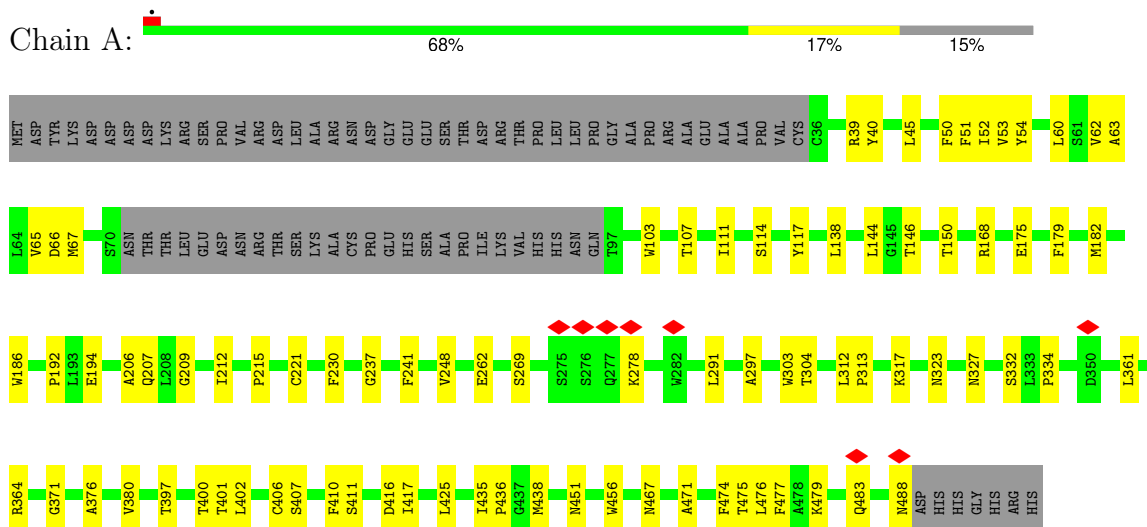 Chain A:
68% 17% 15%
MET ASP TYR LYS ASP ASP ASP ASP LYS ARG SER PRO VAL ARG ASP LEU ALA ARG ASN ASP GLY GLU GLU SER THR ASP ARG THR PRO LEU LEU PRO GLY ALA PRO ARG ALA GLU ALA ALA PRO VAL CYS C36 R39 Y40 L45 F50 F51 I52 V53 Y54 L60 S61 V62 A63
L64 V65 D66 M67 S70 ASN THR THR LEU GLU ASP ASN ARG THR SER LYS ALA CYS PRO GLU HIS SER ALA PRO ILE LYS VAL HIS HIS ASN GLN T97 W103 T107 I111 S114 Y117 L138 L144 G145 T146 T150 R168 E175 F179 M182
W186 P192 L193 E194 A206 Q207 L208 G209 I212 P215 C221 F230 G237 F241 V248 E262 S269 S275 S276 Q277 K278 W282 L291 A297 W303 T304 L312 P313 K317 N323 N327 S332 L333 P334 D350 L361
R364 G371 A376 V380 T397 T400 T401 L402 C406 S407 F410 S411 D416 I417 L425 I435 P436 G437 M438 N451 W456 N467 A471 F474 T475 L476 F477 A478 K479 Q483 N488 ASP HIS HIS GLY HIS ARG HIS